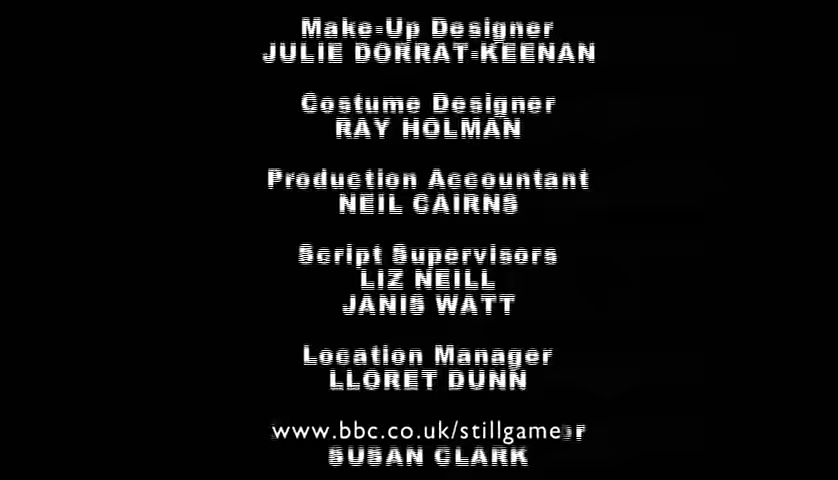 Make-Up Designer
JULIE DORRAT-KEENAN
Costume Designer
RAY HOLMAN
Production Accountant
NEIL CAIRNS
Script Supervisors
LIZ NEILL
JANIS WATT
Location Manager
LLORET DUNN
www.bbc.co.uk/stillgame
SUSAN CLARK